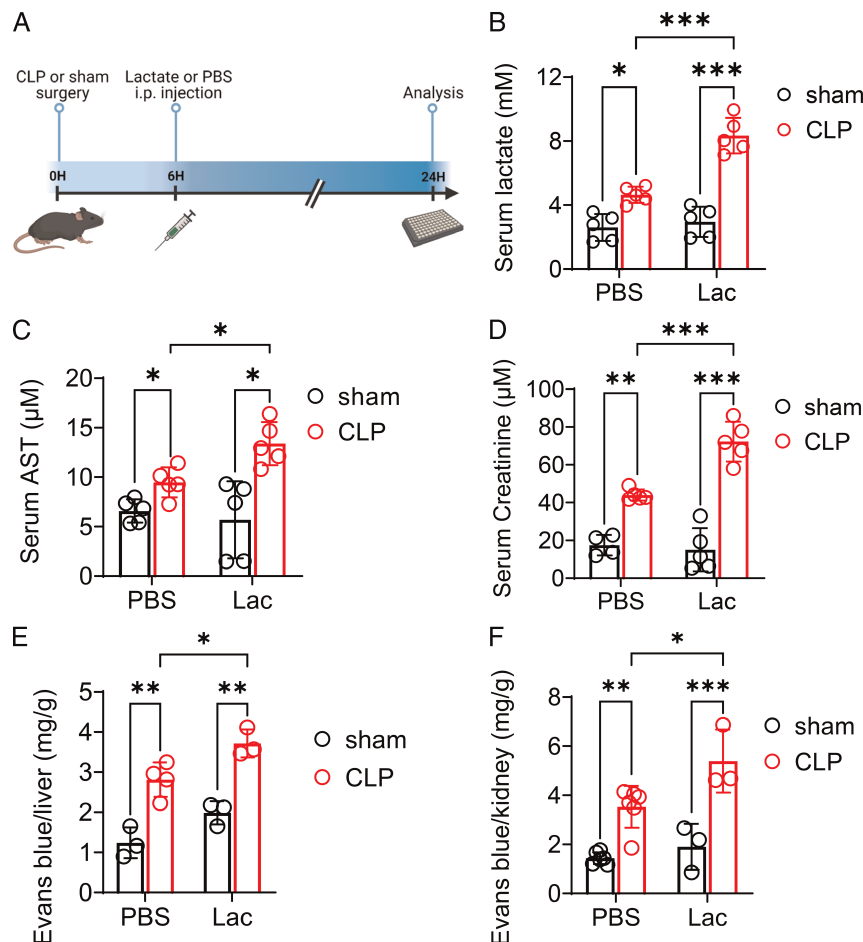 A
CLP or sham
surgery
Lactate or PBS
i.p. injection
Analysis
0H
6H
24H
B
***
*
***
Serum lactate (mM)
12
8
4
0
PBS
Lac
sham
CLP
C
*
*
*
Serum AST (μM)
20
15
10
5
0
PBS
Lac
sham
CLP
D
***
**
***
Serum Creatinine (μM)
100
80
60
40
20
0
PBS
Lac
sham
CLP
E
*
**
**
Evans blue/liver (mg/g)
5
4
3
2
1
0
PBS
Lac
sham
CLP
F
*
**
***
Evans blue/kidney (mg/g)
8
6
4
2
0
PBS
Lac
sham
CLP